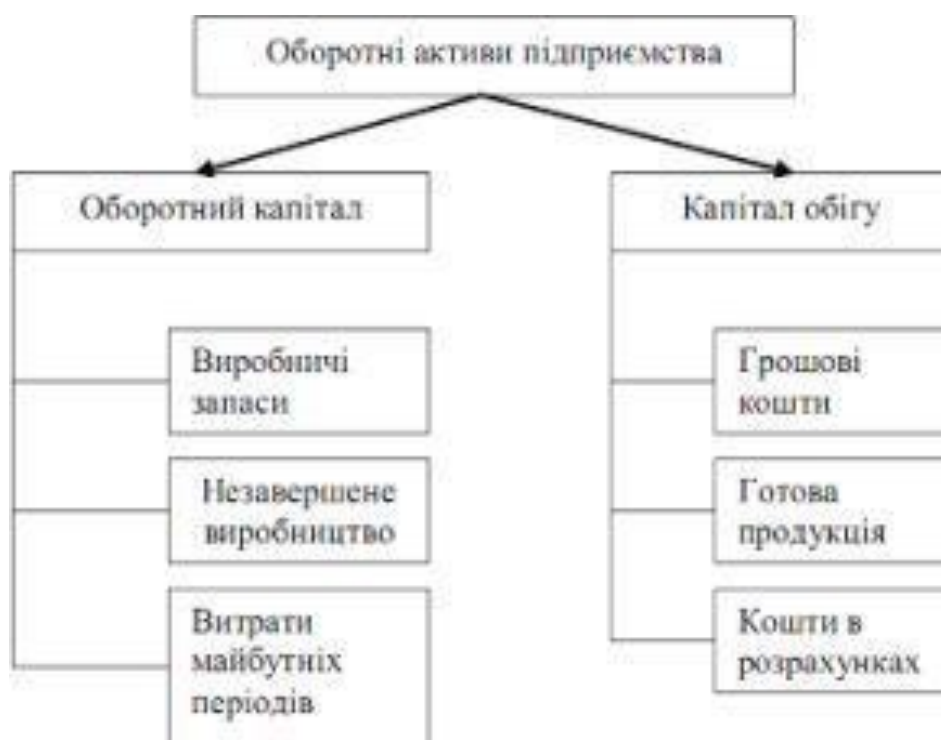 Оборотні активи підприємства
Оборотний капітал
Виробничі
запаси
Незавершене
виробництво
Витрати
майбутніх
періодів
Капітал обігу
Грошові
кошти
Готова
продукція
Кошти в
розрахунках